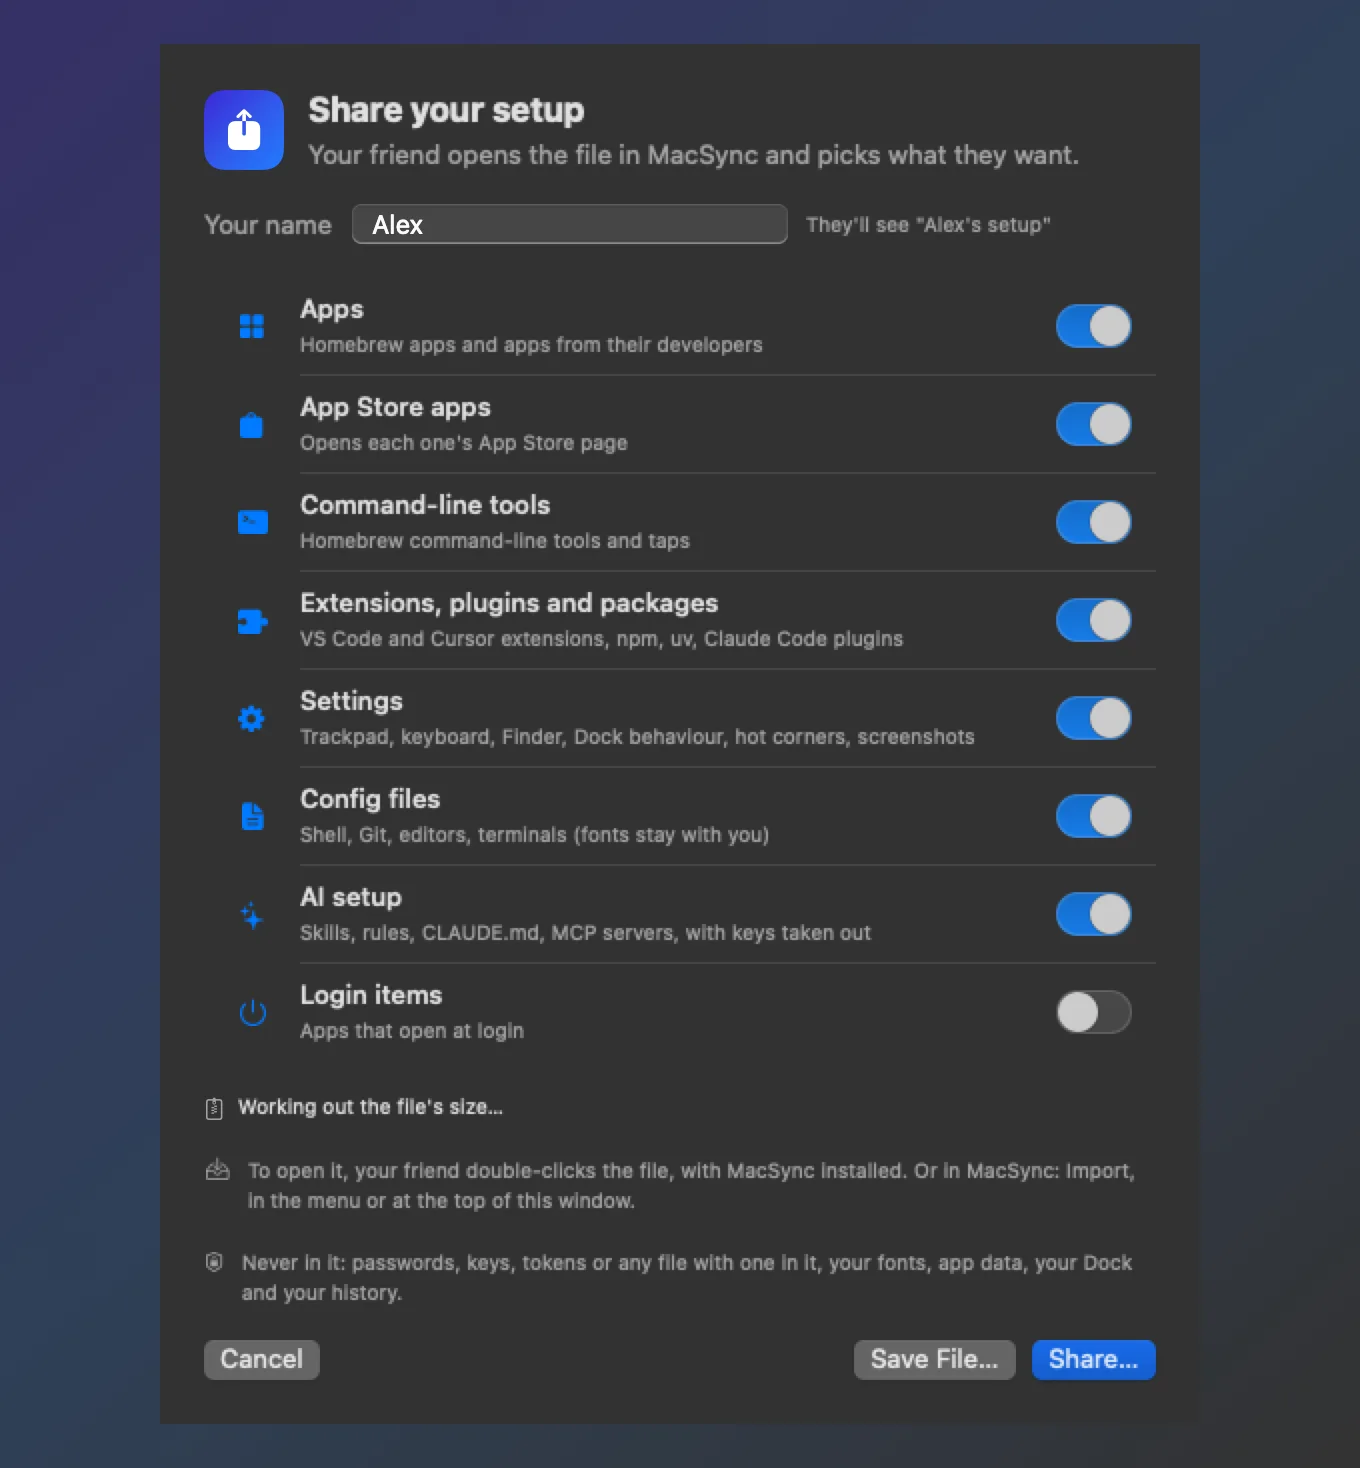 Share your setup
Your friend opens the file in MacSync and picks what they want.
Your name
Alex
They'll see "Alex's setup"
Apps
Homebrew apps and apps from their developers
App Store apps
Opens each one's App Store page
Command-line tools
Homebrew command-line tools and taps
Extensions, plugins and packages
VS Code and Cursor extensions, npm, uv, Claude Code plugins
Settings
Trackpad, keyboard, Finder, Dock behaviour, hot corners, screenshots
Config files
Shell, Git, editors, terminals (fonts stay with you)
AI setup
Skills, rules, CLAUDE.md, MCP servers, with keys taken out
Login items
Apps that open at login
Working out the file's size...
To open it, your friend double-clicks the file, with MacSync installed. Or in MacSync: Import,
in the menu or at the top of this window.
Never in it: passwords, keys, tokens or any file with one in it, your fonts, app data, your Dock
and your history.
Cancel
Save File...
Share...